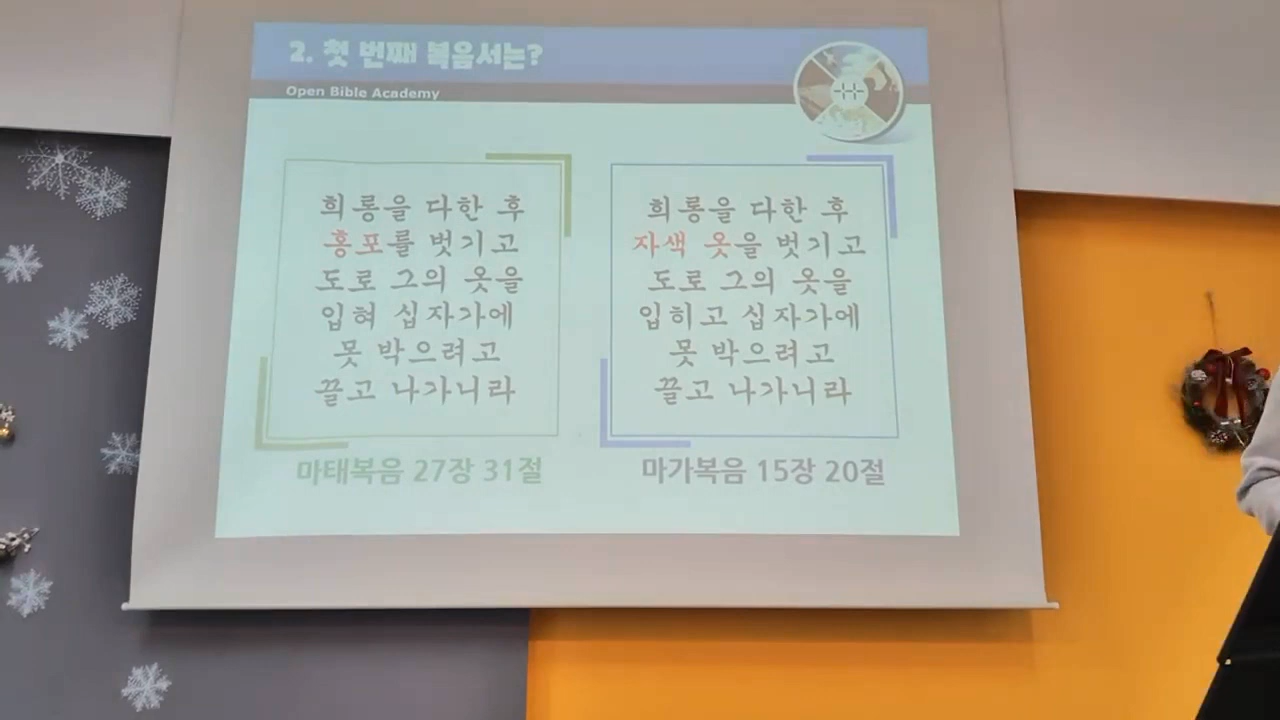 2. 첫 번째 복음서는?
Open Bible Academy
희롱을 다한 후
홍포를 벗기고
도로 그의 옷을
입혀 십자가에
못 박으려고
끌고 나가니라
마태복음 27장 31절
희롱을 다한 후
자색 옷을 벗기고
도로 그의 옷을
입히고 십자가에
못 박으려고
끌고 나가니라
마가복음 15장 20절